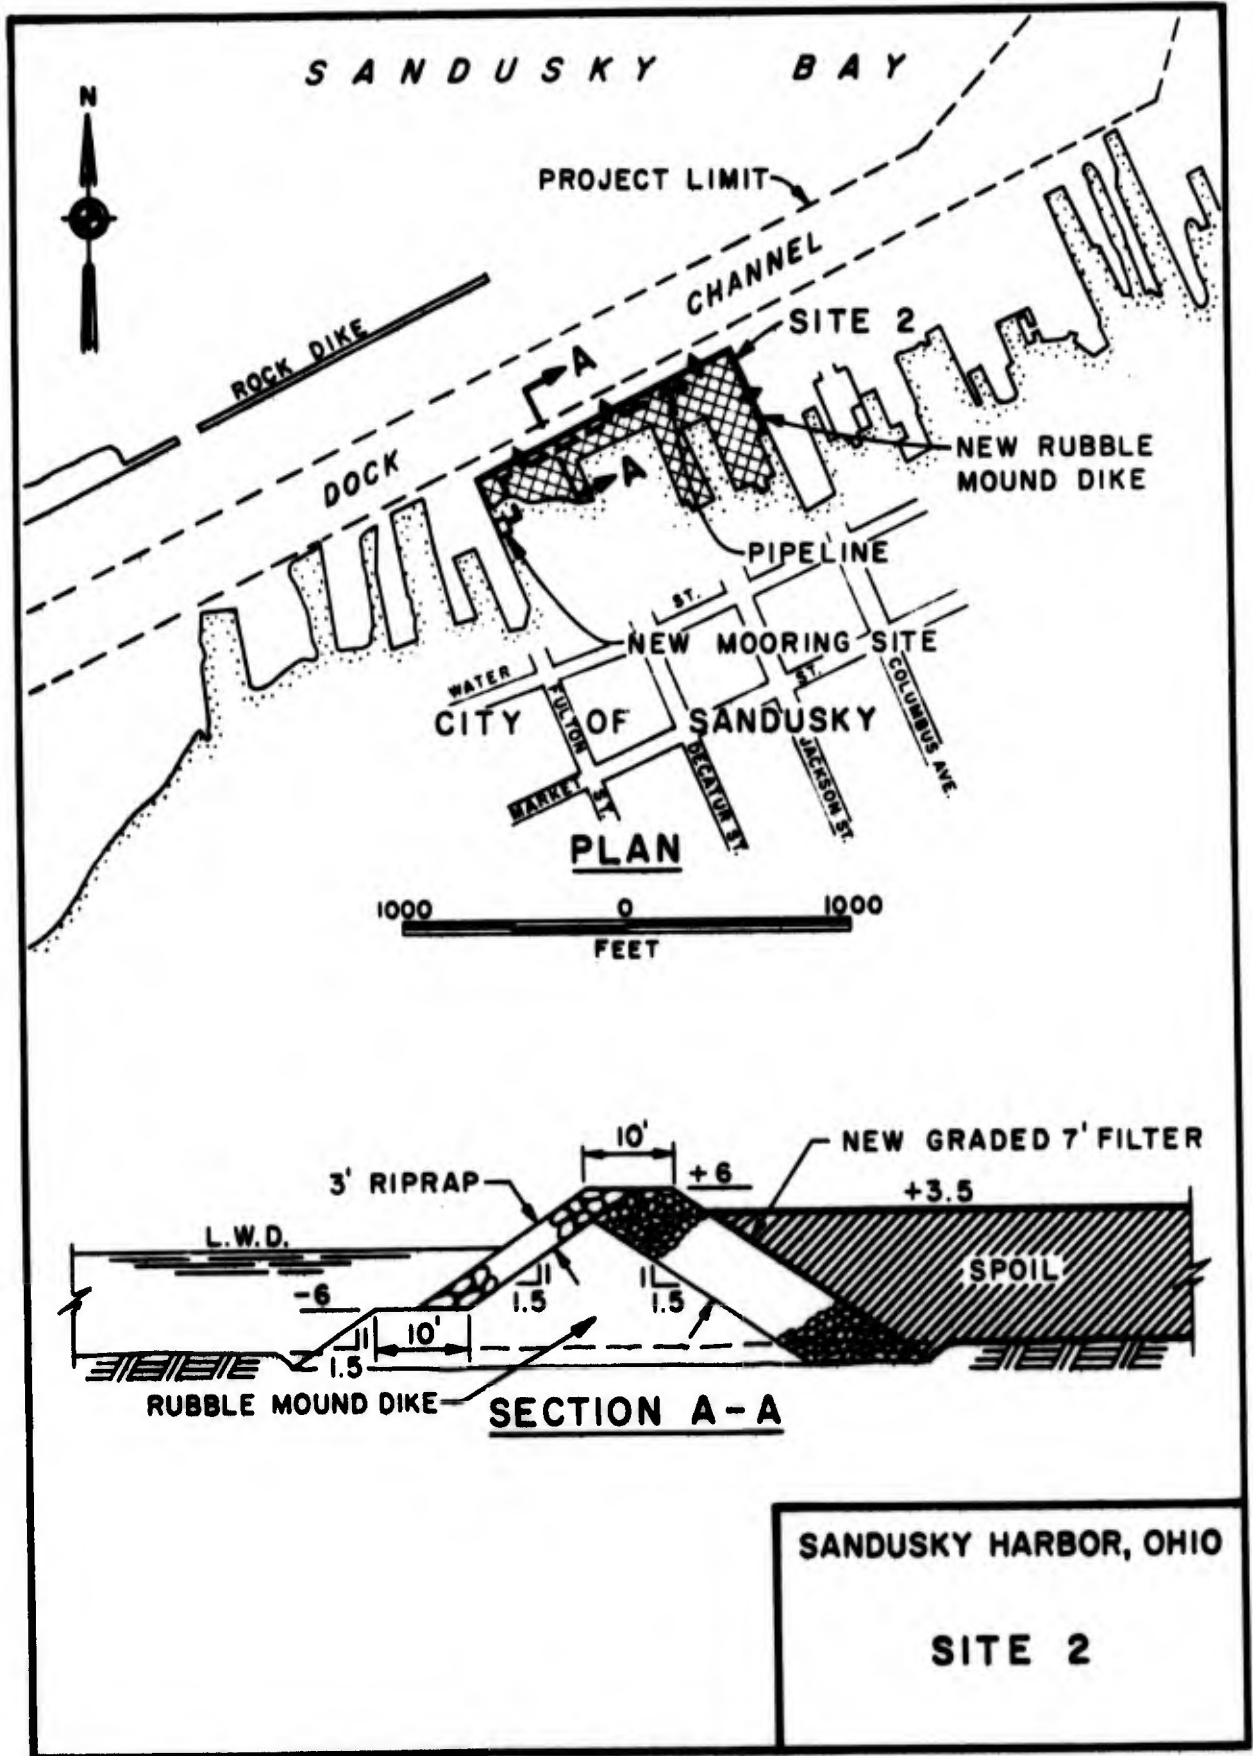 SANDUSKY BAY
N
PROJECT LIMIT
CHANNEL
SITE 2
ROCK DIKE
A
NEW RUBBLE
MOUND DIKE
DOCK
A
PIPELINE
ST.
NEW MOORING SITE
WATER
ST.
COLUMBUS AVE.
FULTON
CITY OF SANDUSKY
DECATUR ST.
JACKSON ST.
MARKET
ST.
PLAN
1000 0 1000
FEET
10'
NEW GRADED 7' FILTER
3' RIPRAP
+6
+3.5
L.W.D.
SPOIL
-6
1
1.5
1
1.5
10'
1
1.5
RUBBLE MOUND DIKE
SECTION A-A
SANDUSKY HARBOR, OHIO
SITE 2